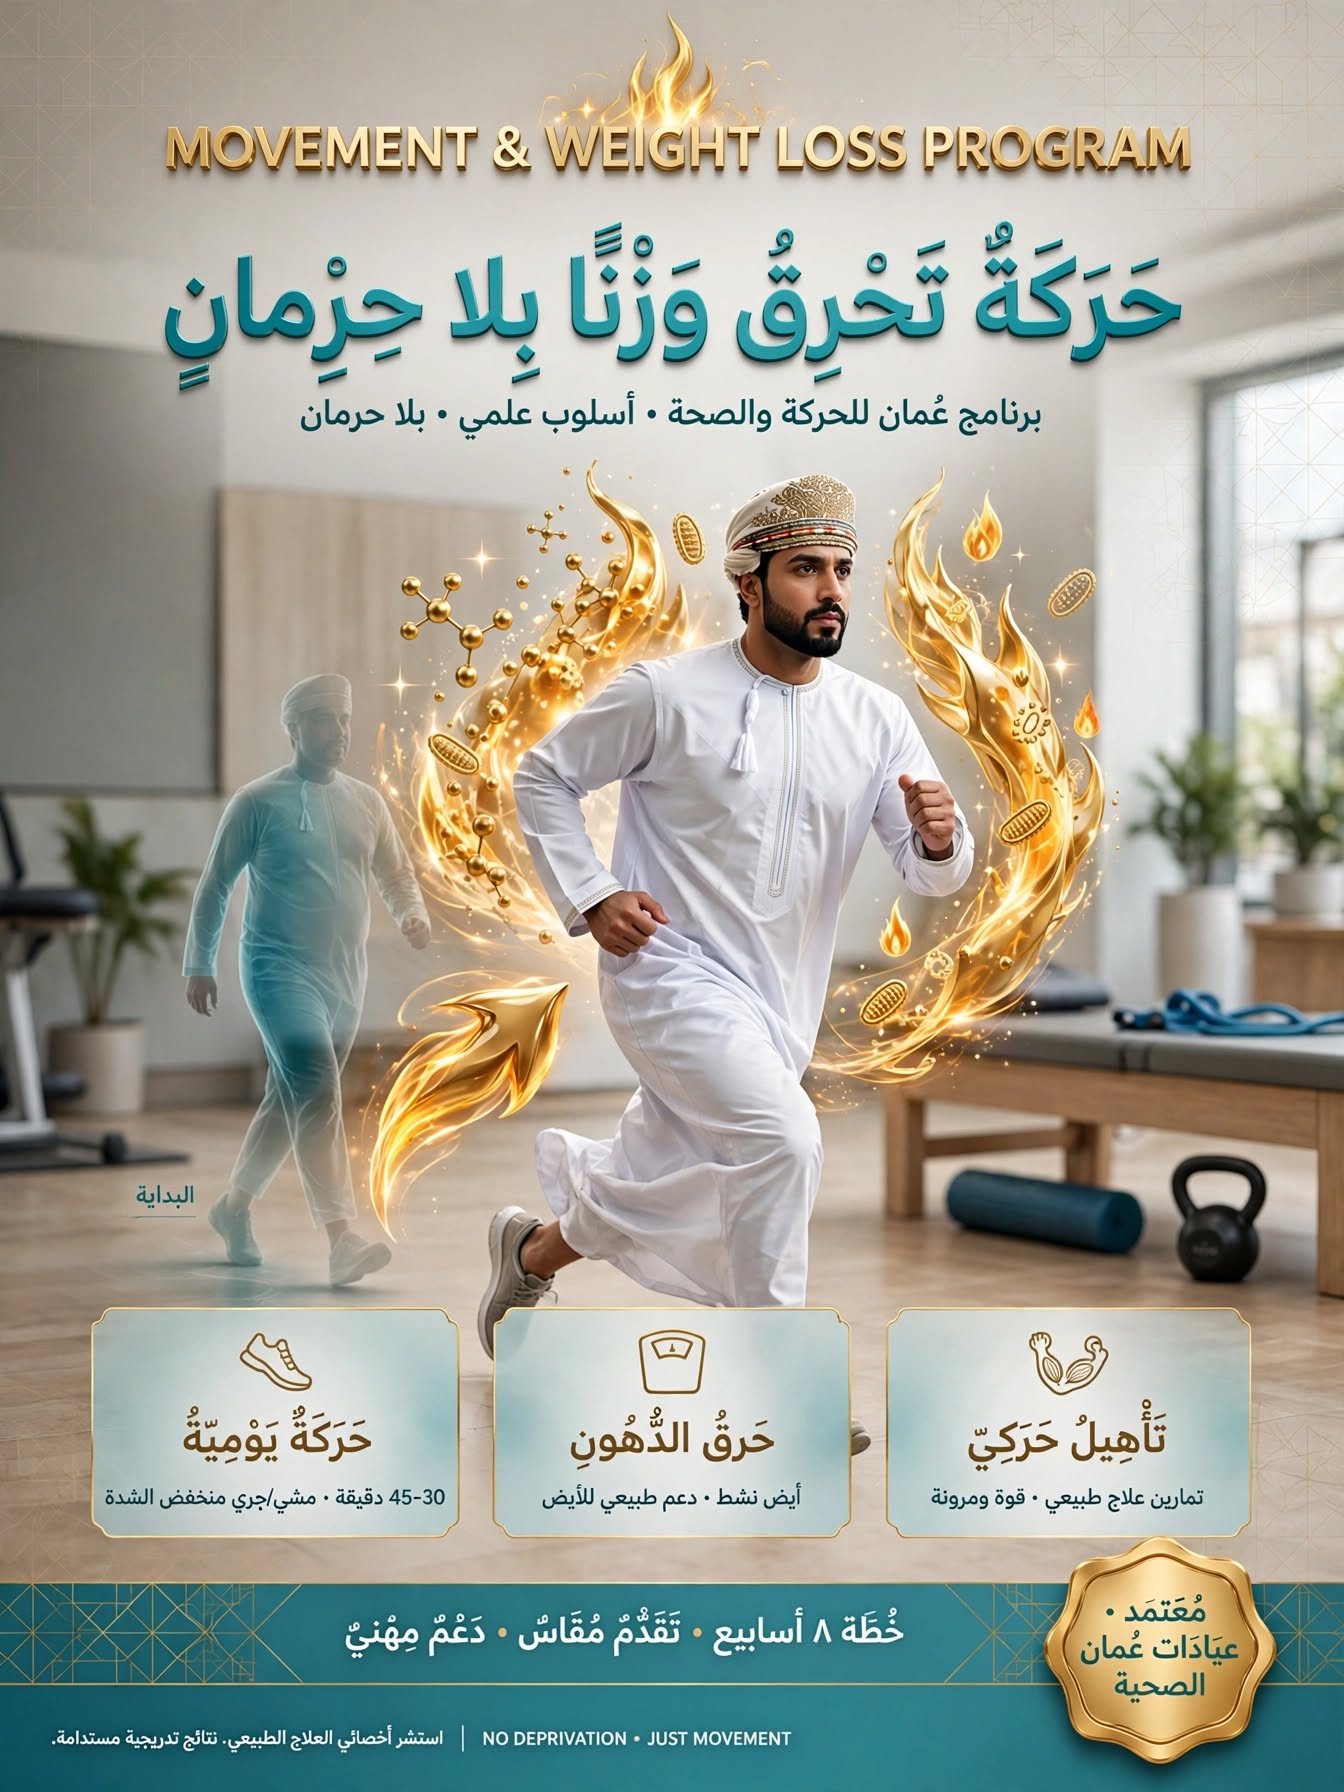 MOVEMENT & WEIGHT LOSS PROGRAM
حَرَكَةٌ تَحْرِقُ وَزْنًا بِلا حِرِْمانٍ
برنامج عُمان للحركة والصحة • أسلوب علمي • بلا حرمان
البداية
تَأْهِيلُ حَرَكِيّ
تمارين علاج طبيعي • قوة ومرونة
حَرقُ الدُّهُونِ
أيض نشط • دعم طبيعي للأيض
حَرَكَةٌ يَوْمِيّةُ
30-45 دقيقة • مشي/جري منخفض الشدة
خُطَة ٨ أسابيع • تَقَدُّمٌ مُقَاسٌ • دَعْمٌ مِهْنيٌ
مُعَتمَد •
عيَادَات عُمان
الصحية
NO DEPRIVATION • JUST MOVEMENT | استشر أخصائي العلاج الطبيعي. نتائج تدريجية مستدامة.